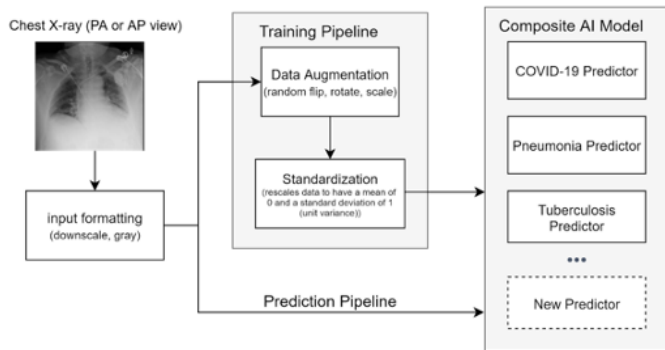 Chest X-ray (PA or AP view)
input formatting
(downscale, gray)
Training Pipeline
Data Augmentation
(random flip, rotate, scale)
Standardization
(rescales data to have a mean of
0 and a standard deviation of 1
(unit variance))
Prediction Pipeline
Composite AI Model
COVID-19 Predictor
Pneumonia Predictor
Tuberculosis
Predictor
•••
New Predictor